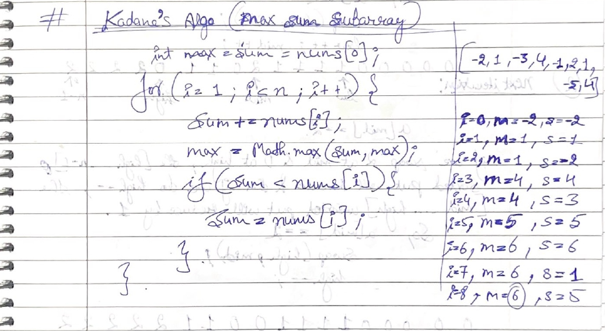 # Kadana's Algo (max sum subarray)
int max = sum = nums[0];
for (i=1; i<n; i++) {
sum += nums[i];
max = Math.max(sum, max);
if (sum < nums[i]) {
sum = nums[i];
}
}
[-2,1,-3,4,-1,2,1,
-5,4]
i=0, m=-2, s=-2
i=1, m=1, s=1
i=2, m=1, s=-2
i=3, m=4, s=4
i=4, m=4, s=3
i=5, m=5, s=5
i=6, m=6, s=6
i=7, m=6, s=1
i=8, m=6, s=5